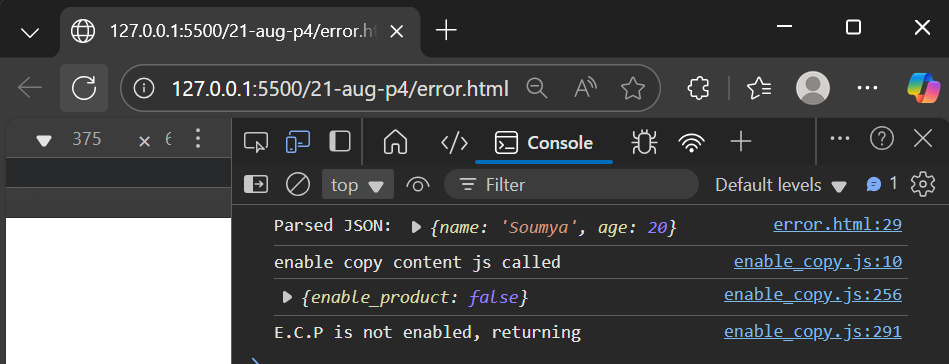 127.0.0.1:5500/21-aug-p4/error.ht
127.0.0.1:5500/21-aug-p4/error.html
375 × 6
Console
top Filter Default levels 1
Parsed JSON: {name: 'Soumya', age: 20} error.html:29
enable copy content js called enable_copy.js:10
{enable_product: false} enable_copy.js:256
E.C.P is not enabled, returning enable_copy.js:291